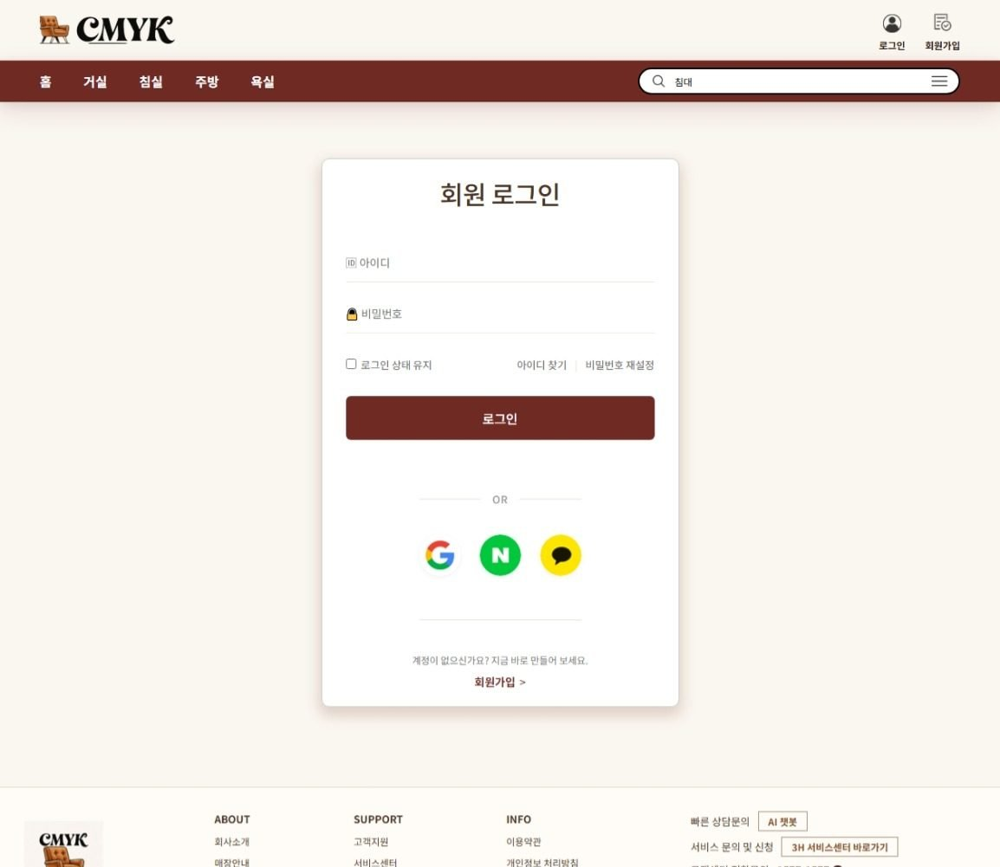 CMYK
로그인 회원가입
홈 거실 침실 주방 욕실 침대
회원 로그인
ID 아이디
비밀번호
로그인 상태 유지 아이디 찾기 비밀번호 재설정
로그인
OR
G N
계정이 없으신가요? 지금 바로 만들어 보세요.
회원가입 >
CMYK
ABOUT
회사소개
매장안내
SUPPORT
고객지원
서비스센터
INFO
이용약관
개인정보 처리방침
빠른 상담문의 AI 챗봇
서비스 문의 및 신청 3H 서비스센터 바로가기